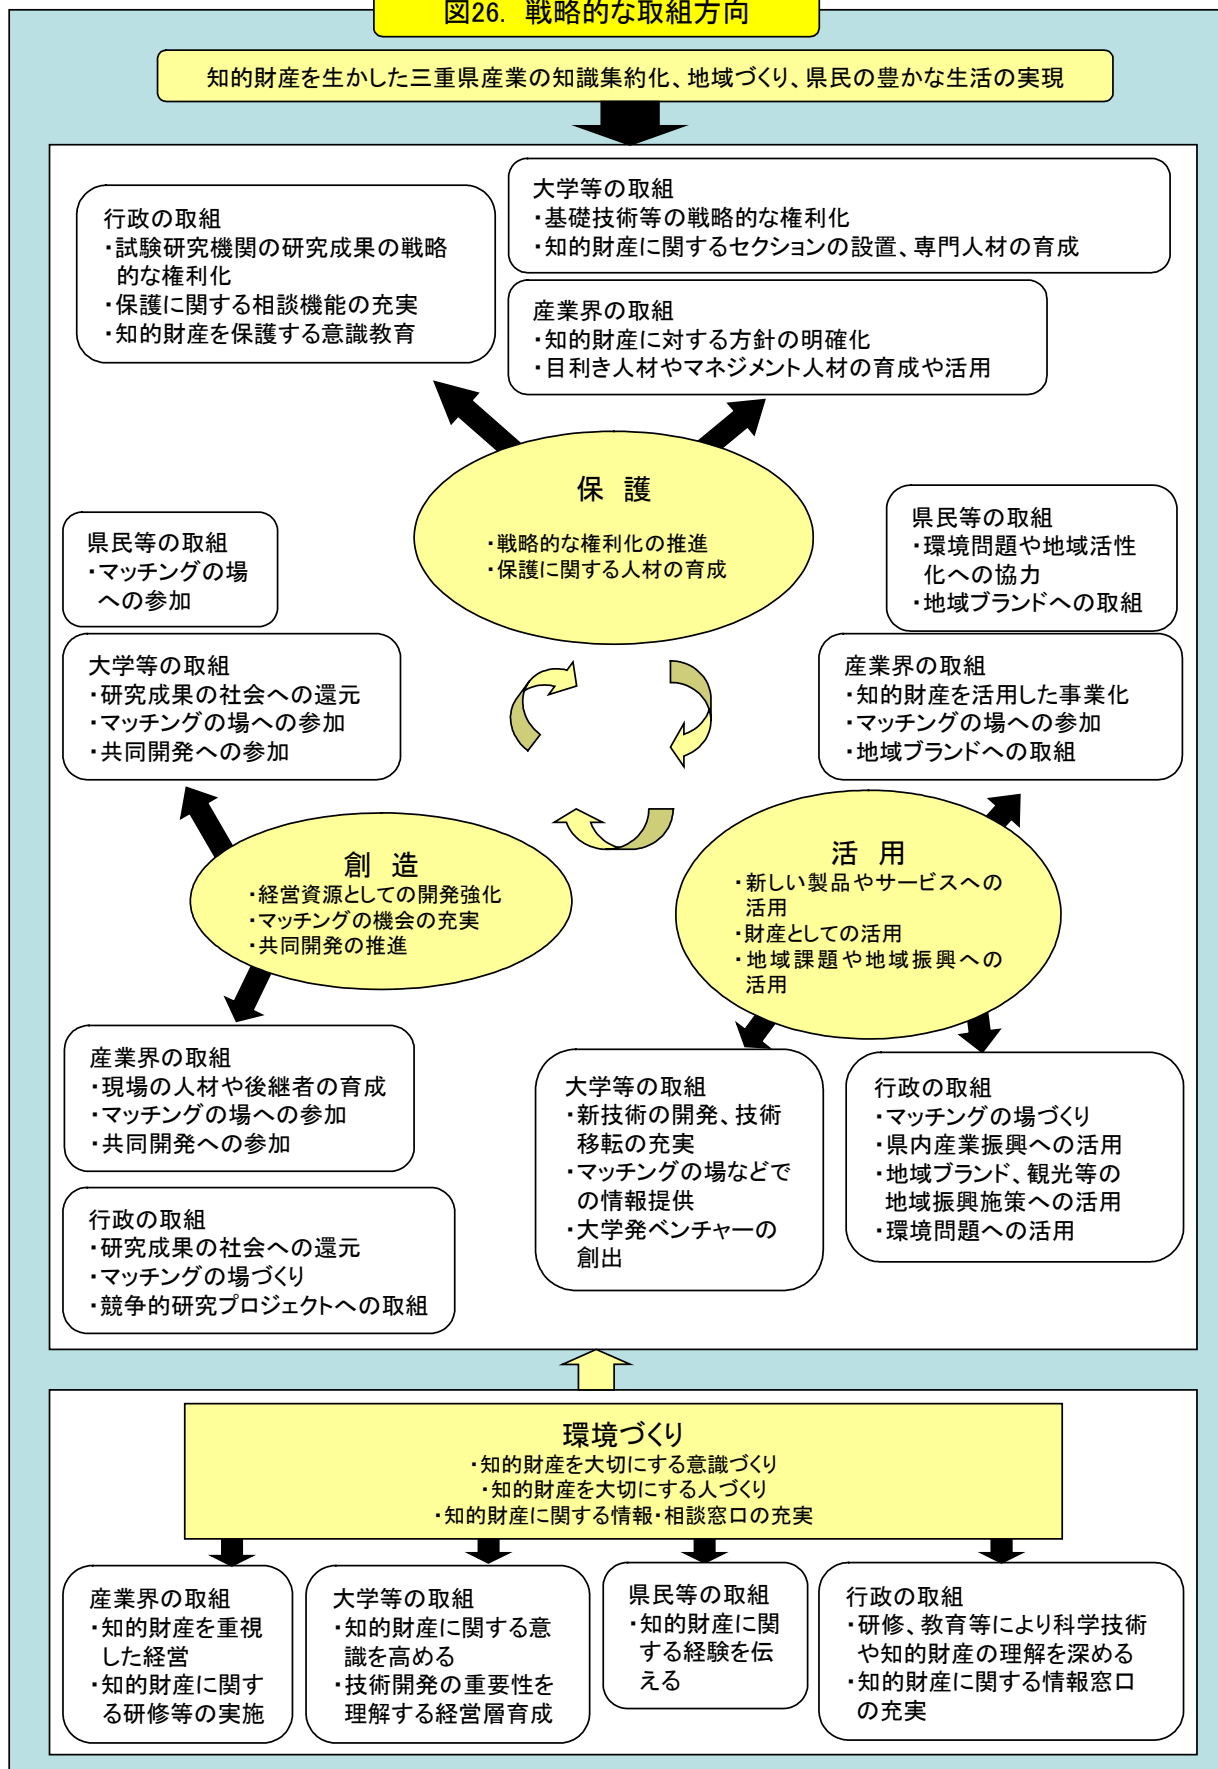 図26. 戦略的な取組方向
知的財産を生かした三重県産業の知識集約化、地域づくり、県民の豊かな生活の実現
行政の取組
・試験研究機関の研究成果の戦略
的な権利化
・保護に関する相談機能の充実
・知的財産を保護する意識教育
大学等の取組
・基礎技術等の戦略的な権利化
・知的財産に関するセクションの設置、専門人材の育成
産業界の取組
・知的財産に対する方針の明確化
・目利き人材やマネジメント人材の育成や活用
保 護
・戦略的な権利化の推進
・保護に関する人材の育成
県民等の取組
・マッチングの場
への参加
大学等の取組
・研究成果の社会への還元
・マッチングの場への参加
・共同開発への参加
県民等の取組
・環境問題や地域活性
化への協力
・地域ブランドへの取組
産業界の取組
・知的財産を活用した事業化
・マッチングの場への参加
・地域ブランドへの取組
創 造
・経営資源としての開発強化
・マッチングの機会の充実
・共同開発の推進
活 用
・新しい製品やサービスへの
活用
・財産としての活用
・地域課題や地域振興への
活用
産業界の取組
・現場の人材や後継者の育成
・マッチングの場への参加
・共同開発への参加
行政の取組
・研究成果の社会への還元
・マッチングの場づくり
・競争的研究プロジェクトへの取組
大学等の取組
・新技術の開発、技術
移転の充実
・マッチングの場などで
の情報提供
・大学発ベンチャーの
創出
行政の取組
・マッチングの場づくり
・県内産業振興への活用
・地域ブランド、観光等の
地域振興施策への活用
・環境問題への活用
環境づくり
・知的財産を大切にする意識づくり
・知的財産を大切にする人づくり
・知的財産に関する情報・相談窓口の充実
産業界の取組
・知的財産を重視
した経営
・知的財産に関す
る研修等の実施
大学等の取組
・知的財産に関する意
識を高める
・技術開発の重要性を
理解する経営層育成
県民等の取組
・知的財産に関
する経験を伝
える
行政の取組
・研修、教育等により科学技術
や知的財産の理解を深める
・知的財産に関する情報窓口
の充実